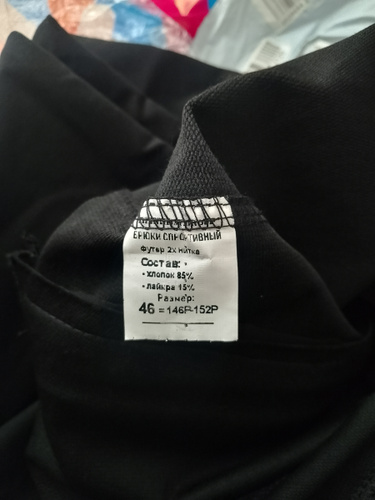 БРЮКИ СПОРТИВНЫЙ
футер 2х нитка
Состав:
• хлопок 85%
• лайкра 15%
Размер:
46 = 146Р-152Р